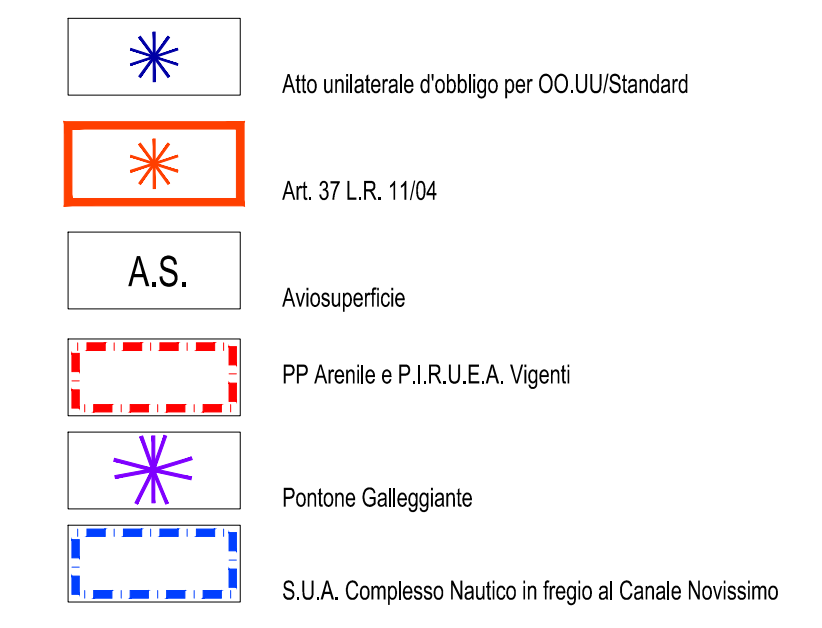 Atto unilaterale d'obbligo per OO.UU/Standard
Art. 37 L.R. 11/04
A.S.
Aviosuperficie
PP Arenile e P.I.R.U.E.A. Vigenti
Pontone Galleggiante
S.U.A. Complesso Nautico in fregio al Canale Novissimo